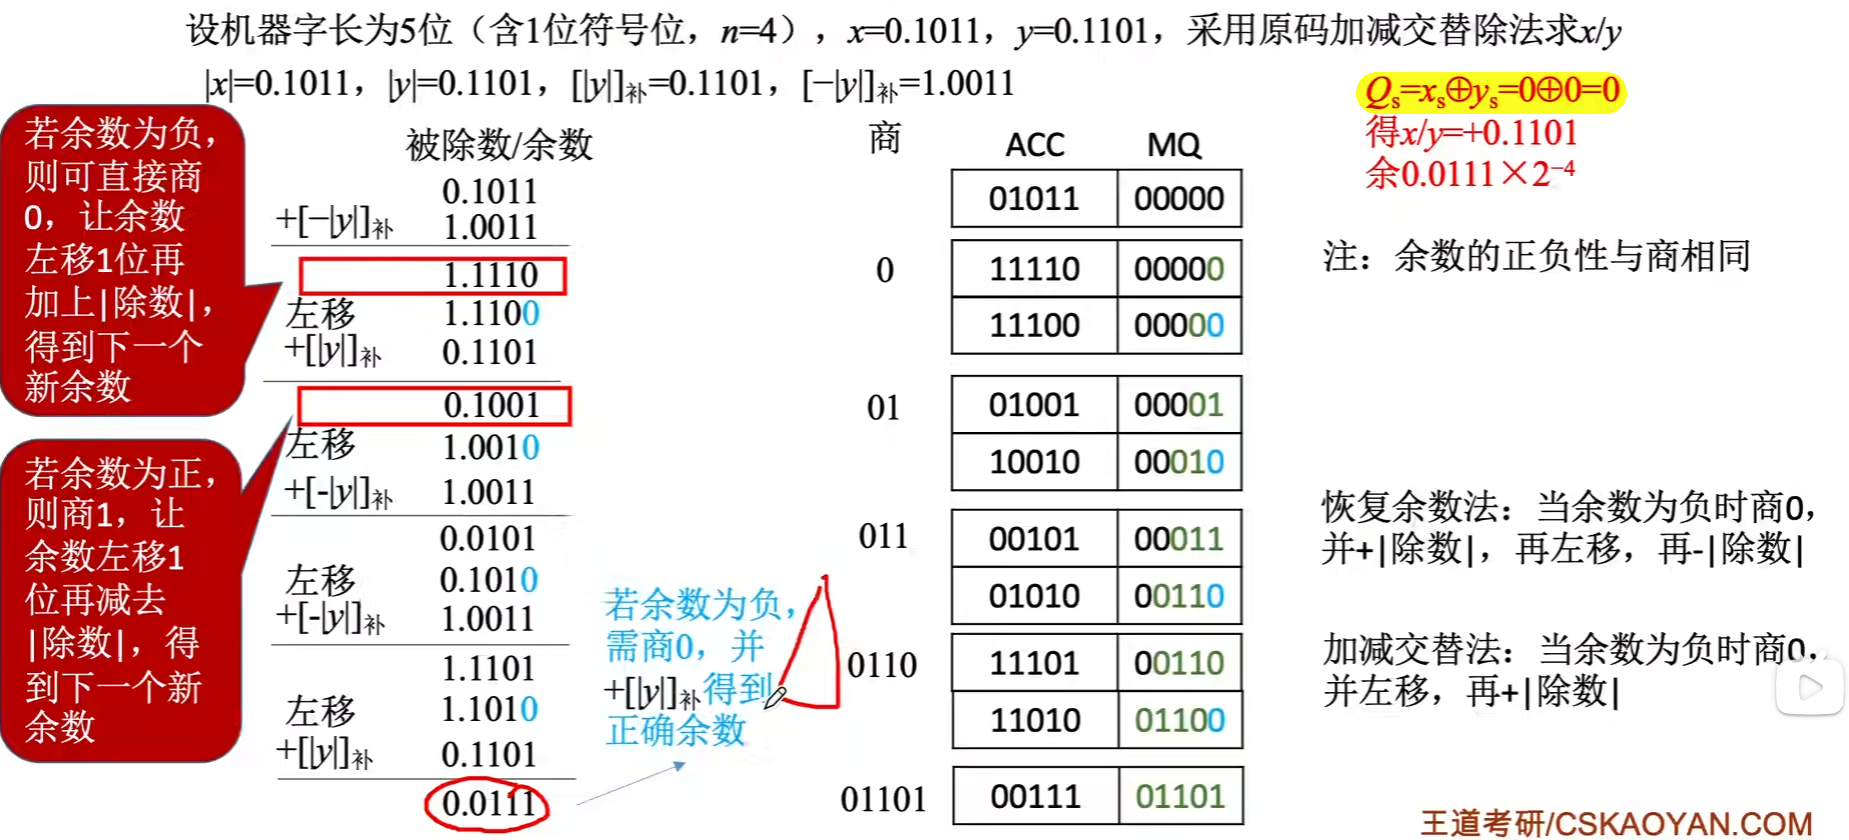 设机器字长为5位（含1位符号位，n=4），x=0.1011，y=0.1101，采用原码加减交替除法求x/y
|x|=0.1011，|y|=0.1101，[|y|]补=0.1101，[−|y|]补=1.0011
Qs=xs⊕ys=0⊕0=0
得x/y=+0.1101
余0.0111×2−4
若余数为负，
则可直接商
0，让余数
左移1位再
加上|除数|，
得到下一个
新余数
若余数为正，
则商1，让
余数左移1
位再减去
|除数|，得
到下一个新
余数
被除数/余数
0.1011
+[−|y|]补 1.0011
1.1110
左移 1.1100
+[|y|]补 0.1101
0.1001
左移 1.0010
+[-|y|]补 1.0011
0.0101
左移 0.1010
+[-|y|]补 1.0011
1.1101
左移 1.1010
+[|y|]补 0.1101
0.0111
若余数为负，
需商0，并
+[|y|]补得到
正确余数
商 ACC MQ
01011 00000
0 11110 00000
11100 00000
01 01001 00001
10010 00010
011 00101 00011
01010 00110
0110 11101 00110
11010 01100
01101 00111 01101
注：余数的正负性与商相同
恢复余数法：当余数为负时商0，
并+|除数|，再左移，再-|除数|
加减交替法：当余数为负时商0，
并左移，再+|除数|
王道考研/CSKAOYAN.COM